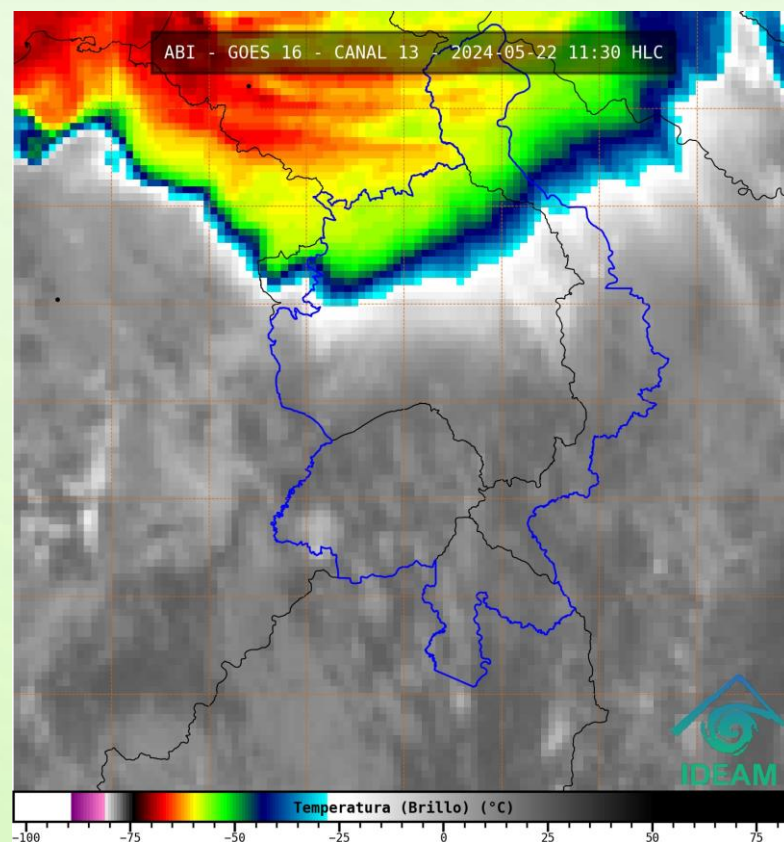 ABI - GOES 16 - CANAL 13 - 2024-05-22 11:30 HLC
IDEAM
Temperatura (Brillo) (°C)
−100 −75 −50 −25 0 25 50 75